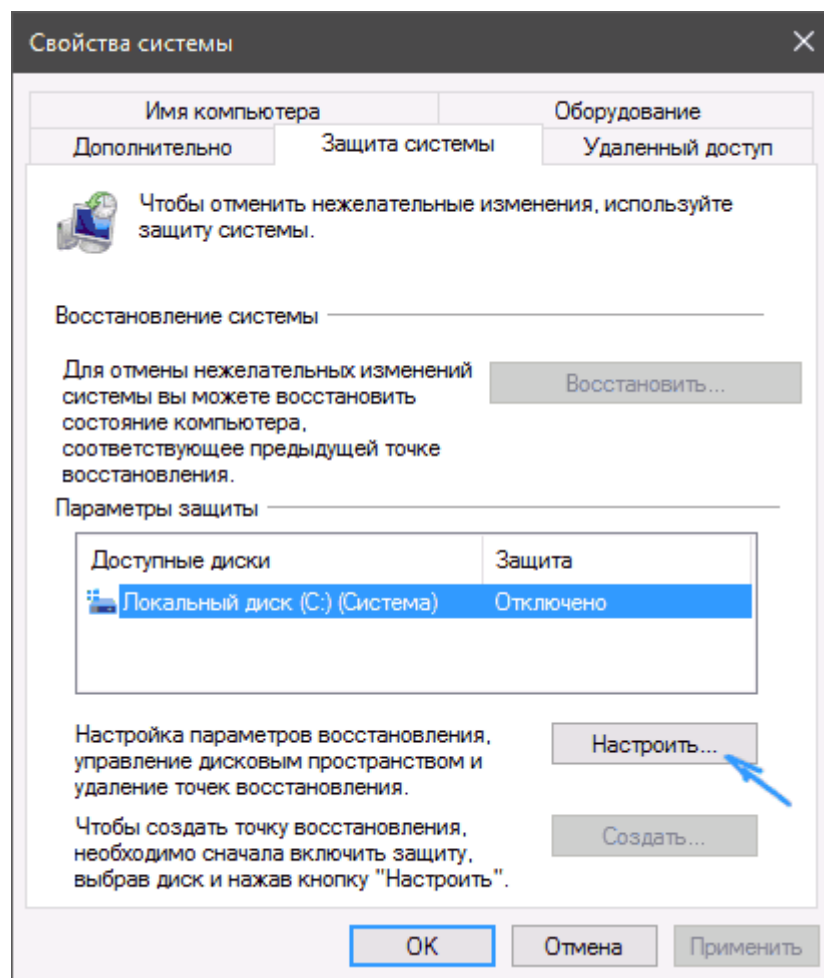 Свойства системы
Имя компьютера
Оборудование
Дополнительно
Защита системы
Удаленный доступ
Чтобы отменить нежелательные изменения, используйте
защиту системы.
Восстановление системы
Для отмены нежелательных изменений
системы вы можете восстановить
состояние компьютера,
соответствующее предыдущей точке
восстановления.
Восстановить...
Параметры защиты
Доступные диски
Защита
Локальный диск (C:) (Система)
Отключено
Настройка параметров восстановления,
управление дисковым пространством и
удаление точек восстановления.
Настроить...
Чтобы создать точку восстановления,
необходимо сначала включить защиту,
выбрав диск и нажав кнопку "Настроить".
Создать...
ОК
Отмена
Применить